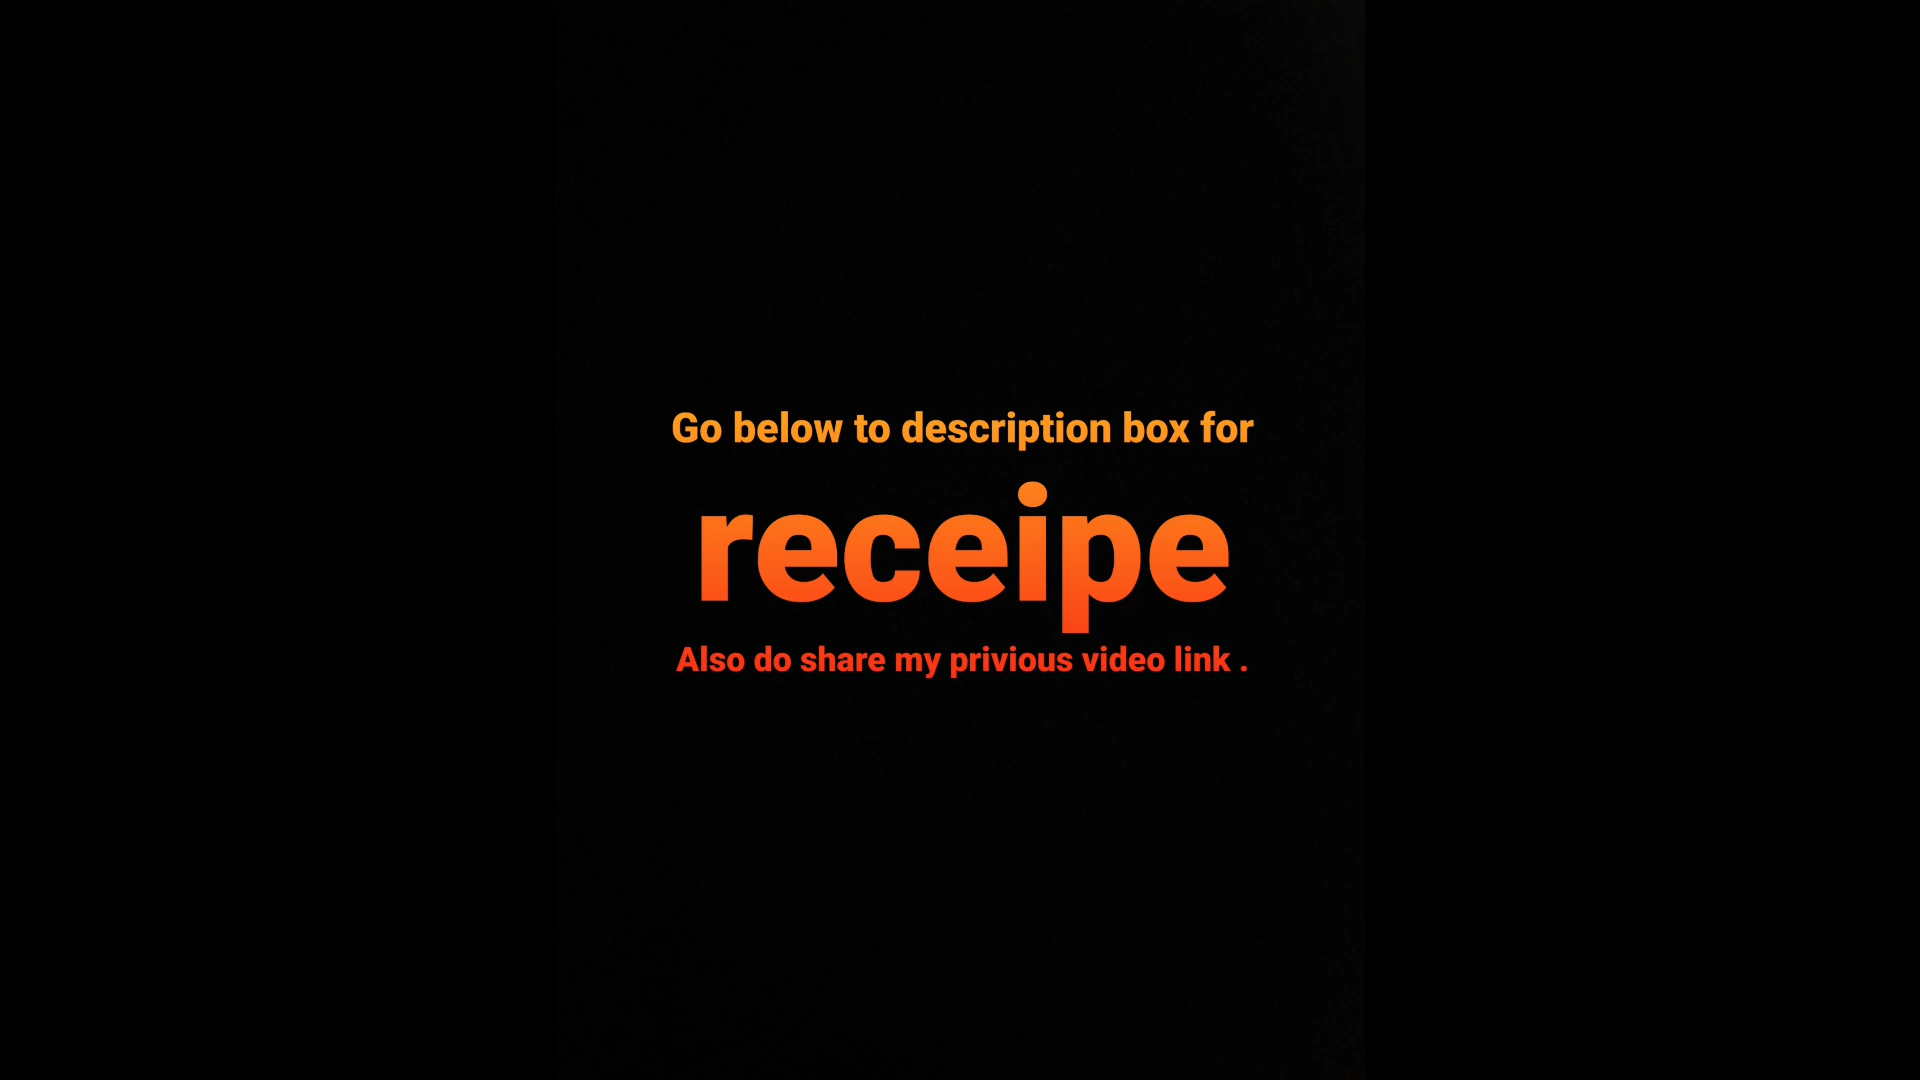 Go below to description box for
receipe
Also do share my privious video link .